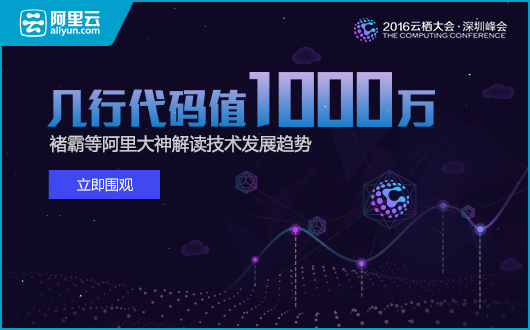 阿里云
aliyun.com
2016云栖大会·深圳峰会
THE COMPUTING CONFERENCE
几行代码值1000万
褚霸等阿里大神解读技术发展趋势
立即围观